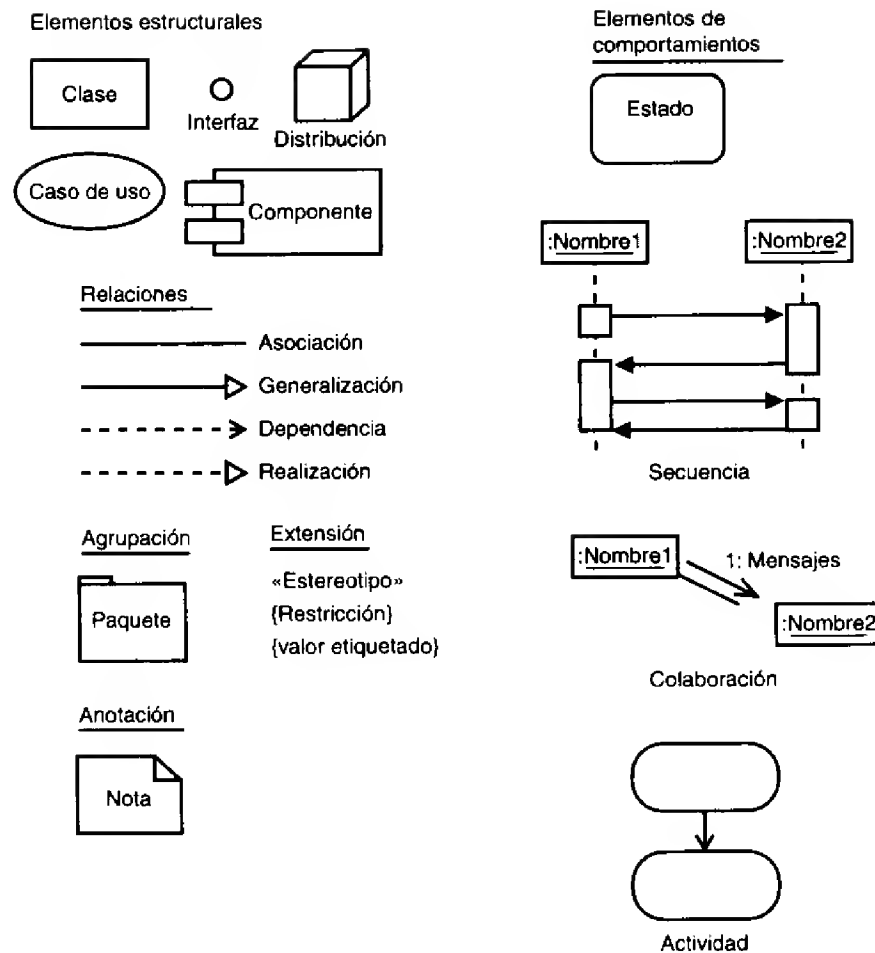 Elementos estructurales
Clase
Interfaz
Distribución
Caso de uso
Componente
Relaciones
Asociación
Generalización
Dependencia
Realización
Agrupación
Paquete
Extensión
«Estereotipo»
{Restricción}
{valor etiquetado}
Anotación
Nota
Elementos de
comportamientos
Estado
:Nombre1
:Nombre2
Secuencia
:Nombre1
1: Mensajes
:Nombre2
Colaboración
Actividad